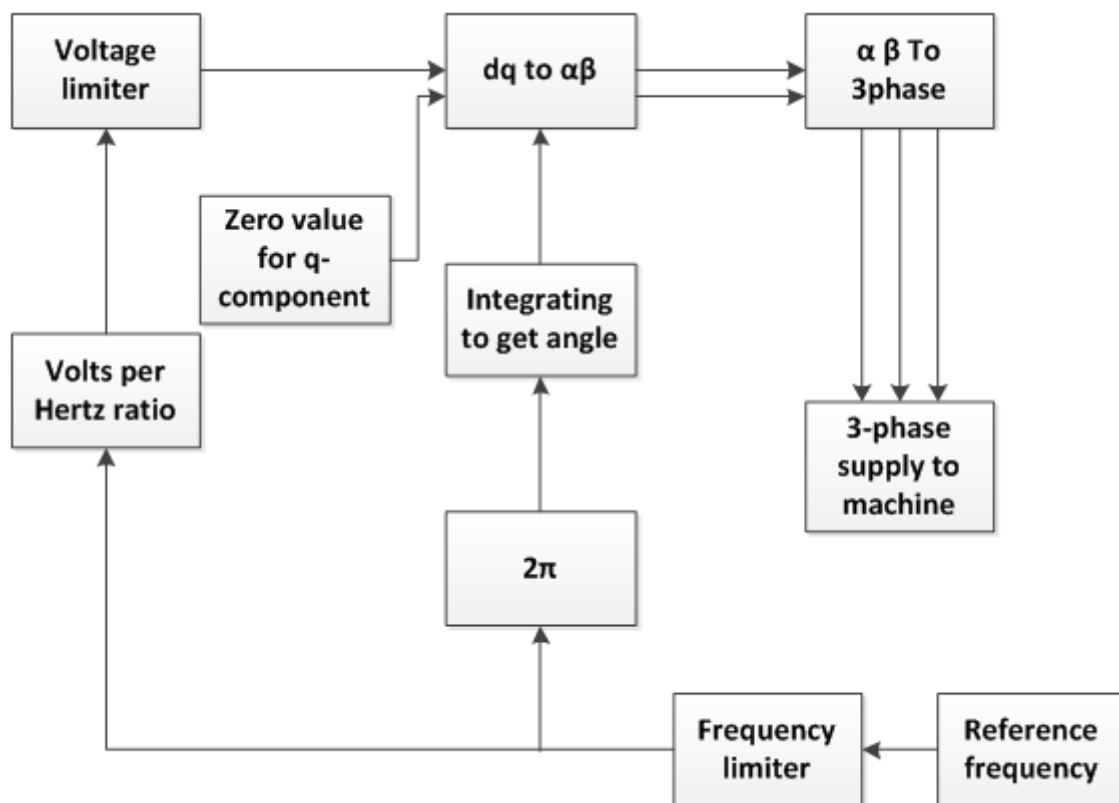 Voltage
limiter
dq to αβ
α β To
3phase
Zero value
for q-
component
Integrating
to get angle
Volts per
Hertz ratio
3-phase
supply to
machine
2π
Frequency
limiter
Reference
frequency